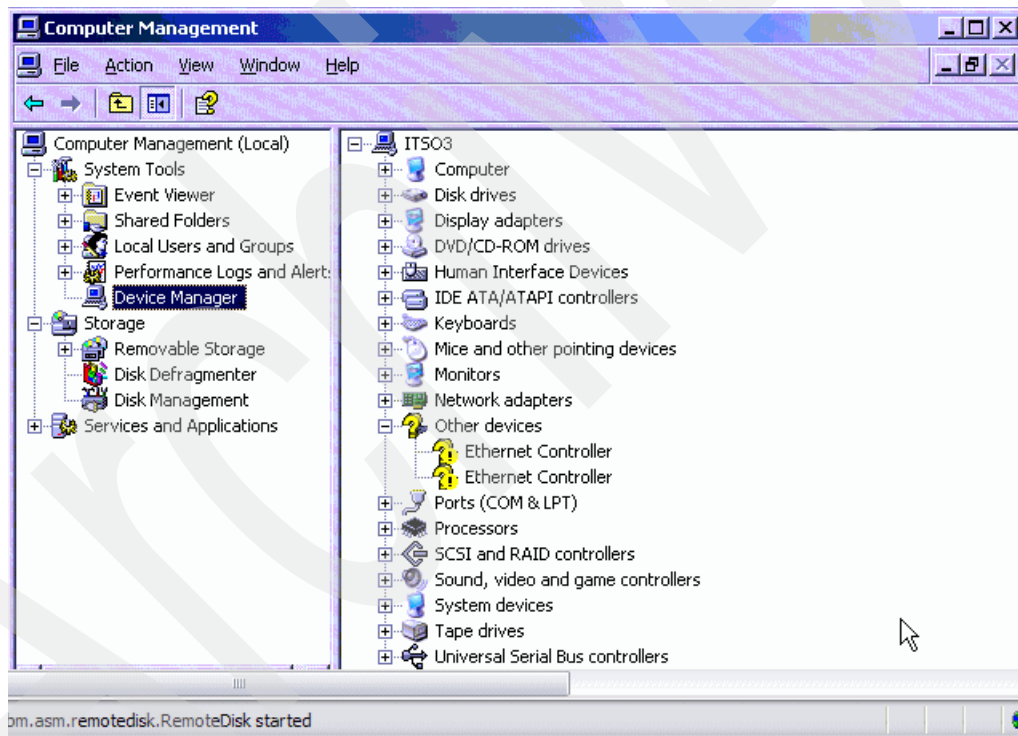 Computer Management
File Action View Window Help
Computer Management (Local)
System Tools
Event Viewer
Shared Folders
Local Users and Groups
Performance Logs and Alert
Device Manager
Storage
Removable Storage
Disk Defragmenter
Disk Management
Services and Applications
ITSO3
Computer
Disk drives
Display adapters
DVD/CD-ROM drives
Human Interface Devices
IDE ATA/ATAPI controllers
Keyboards
Mice and other pointing devices
Monitors
Network adapters
Other devices
Ethernet Controller
Ethernet Controller
Ports (COM & LPT)
Processors
SCSI and RAID controllers
Sound, video and game controllers
System devices
Tape drives
Universal Serial Bus controllers
om.asm.remotedisk.RemoteDisk started